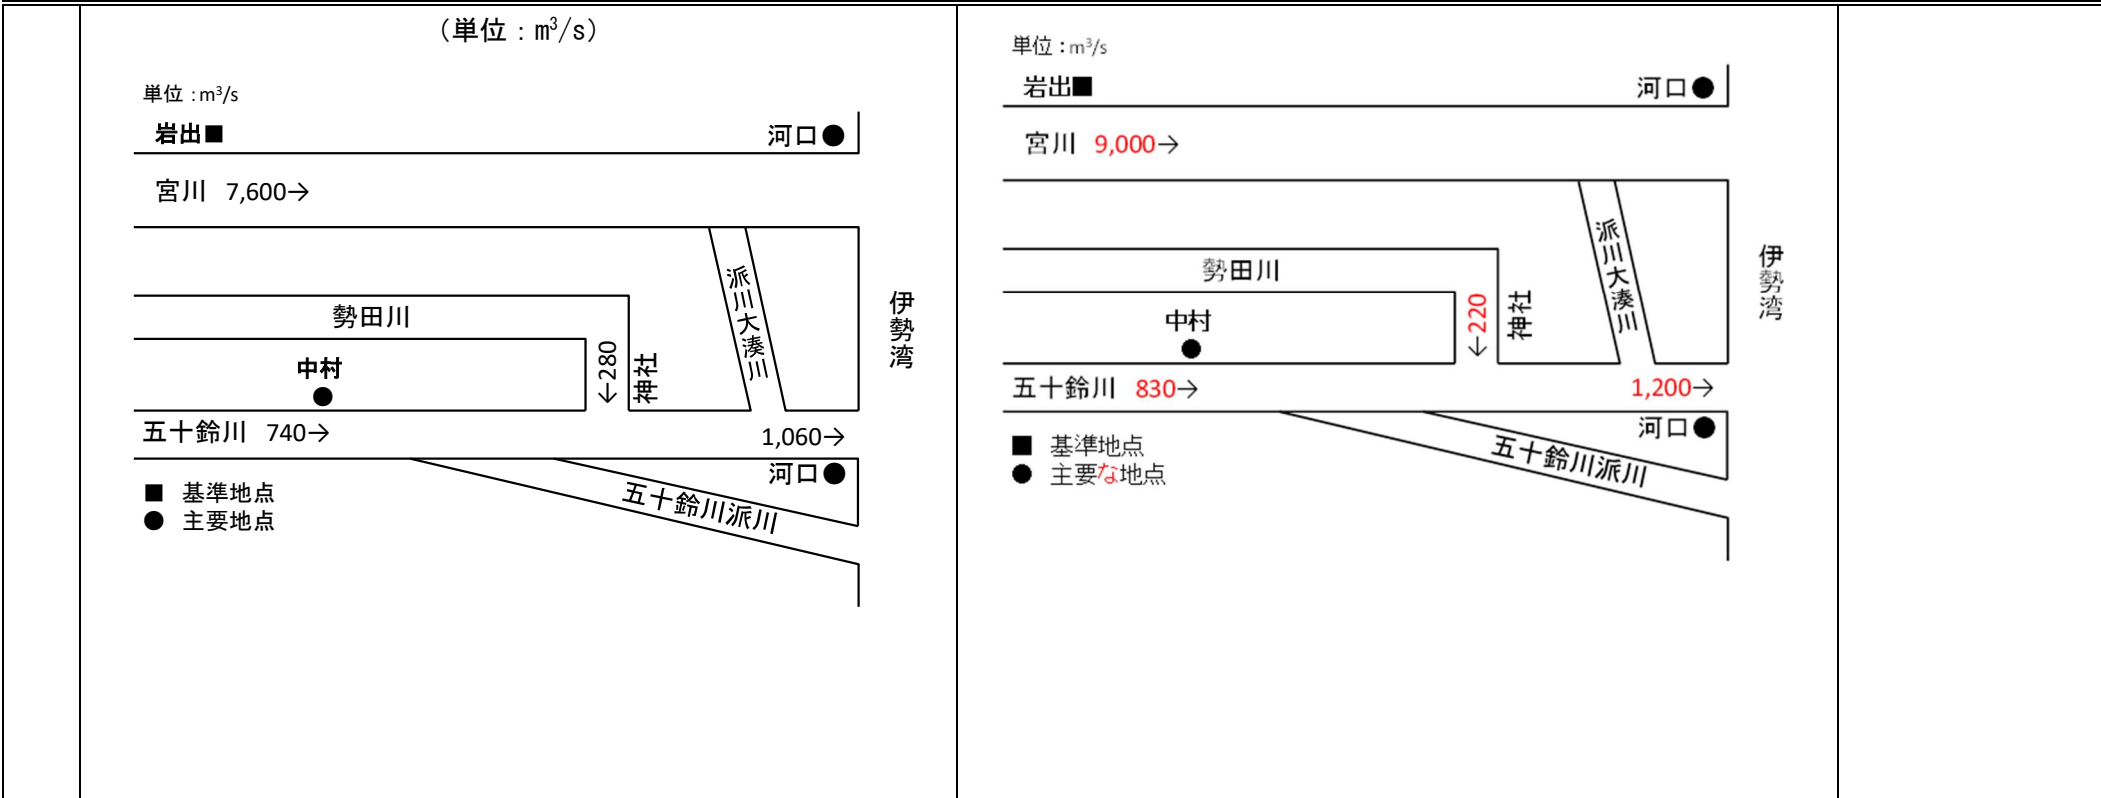 （単位：m³/s）
単位：m³/s
岩出■
河口●
宮川 7,600→
派川大湊川
伊勢湾
勢田川
中村
●
←280
神社
五十鈴川 740→
1,060→
河口●
五十鈴川派川
■ 基準地点
● 主要地点
単位：m³/s
岩出■
河口●
宮川 9,000→
派川大湊川
伊勢湾
勢田川
中村
●
←220
神社
五十鈴川 830→
1,200→
河口●
五十鈴川派川
■ 基準地点
● 主要な地点